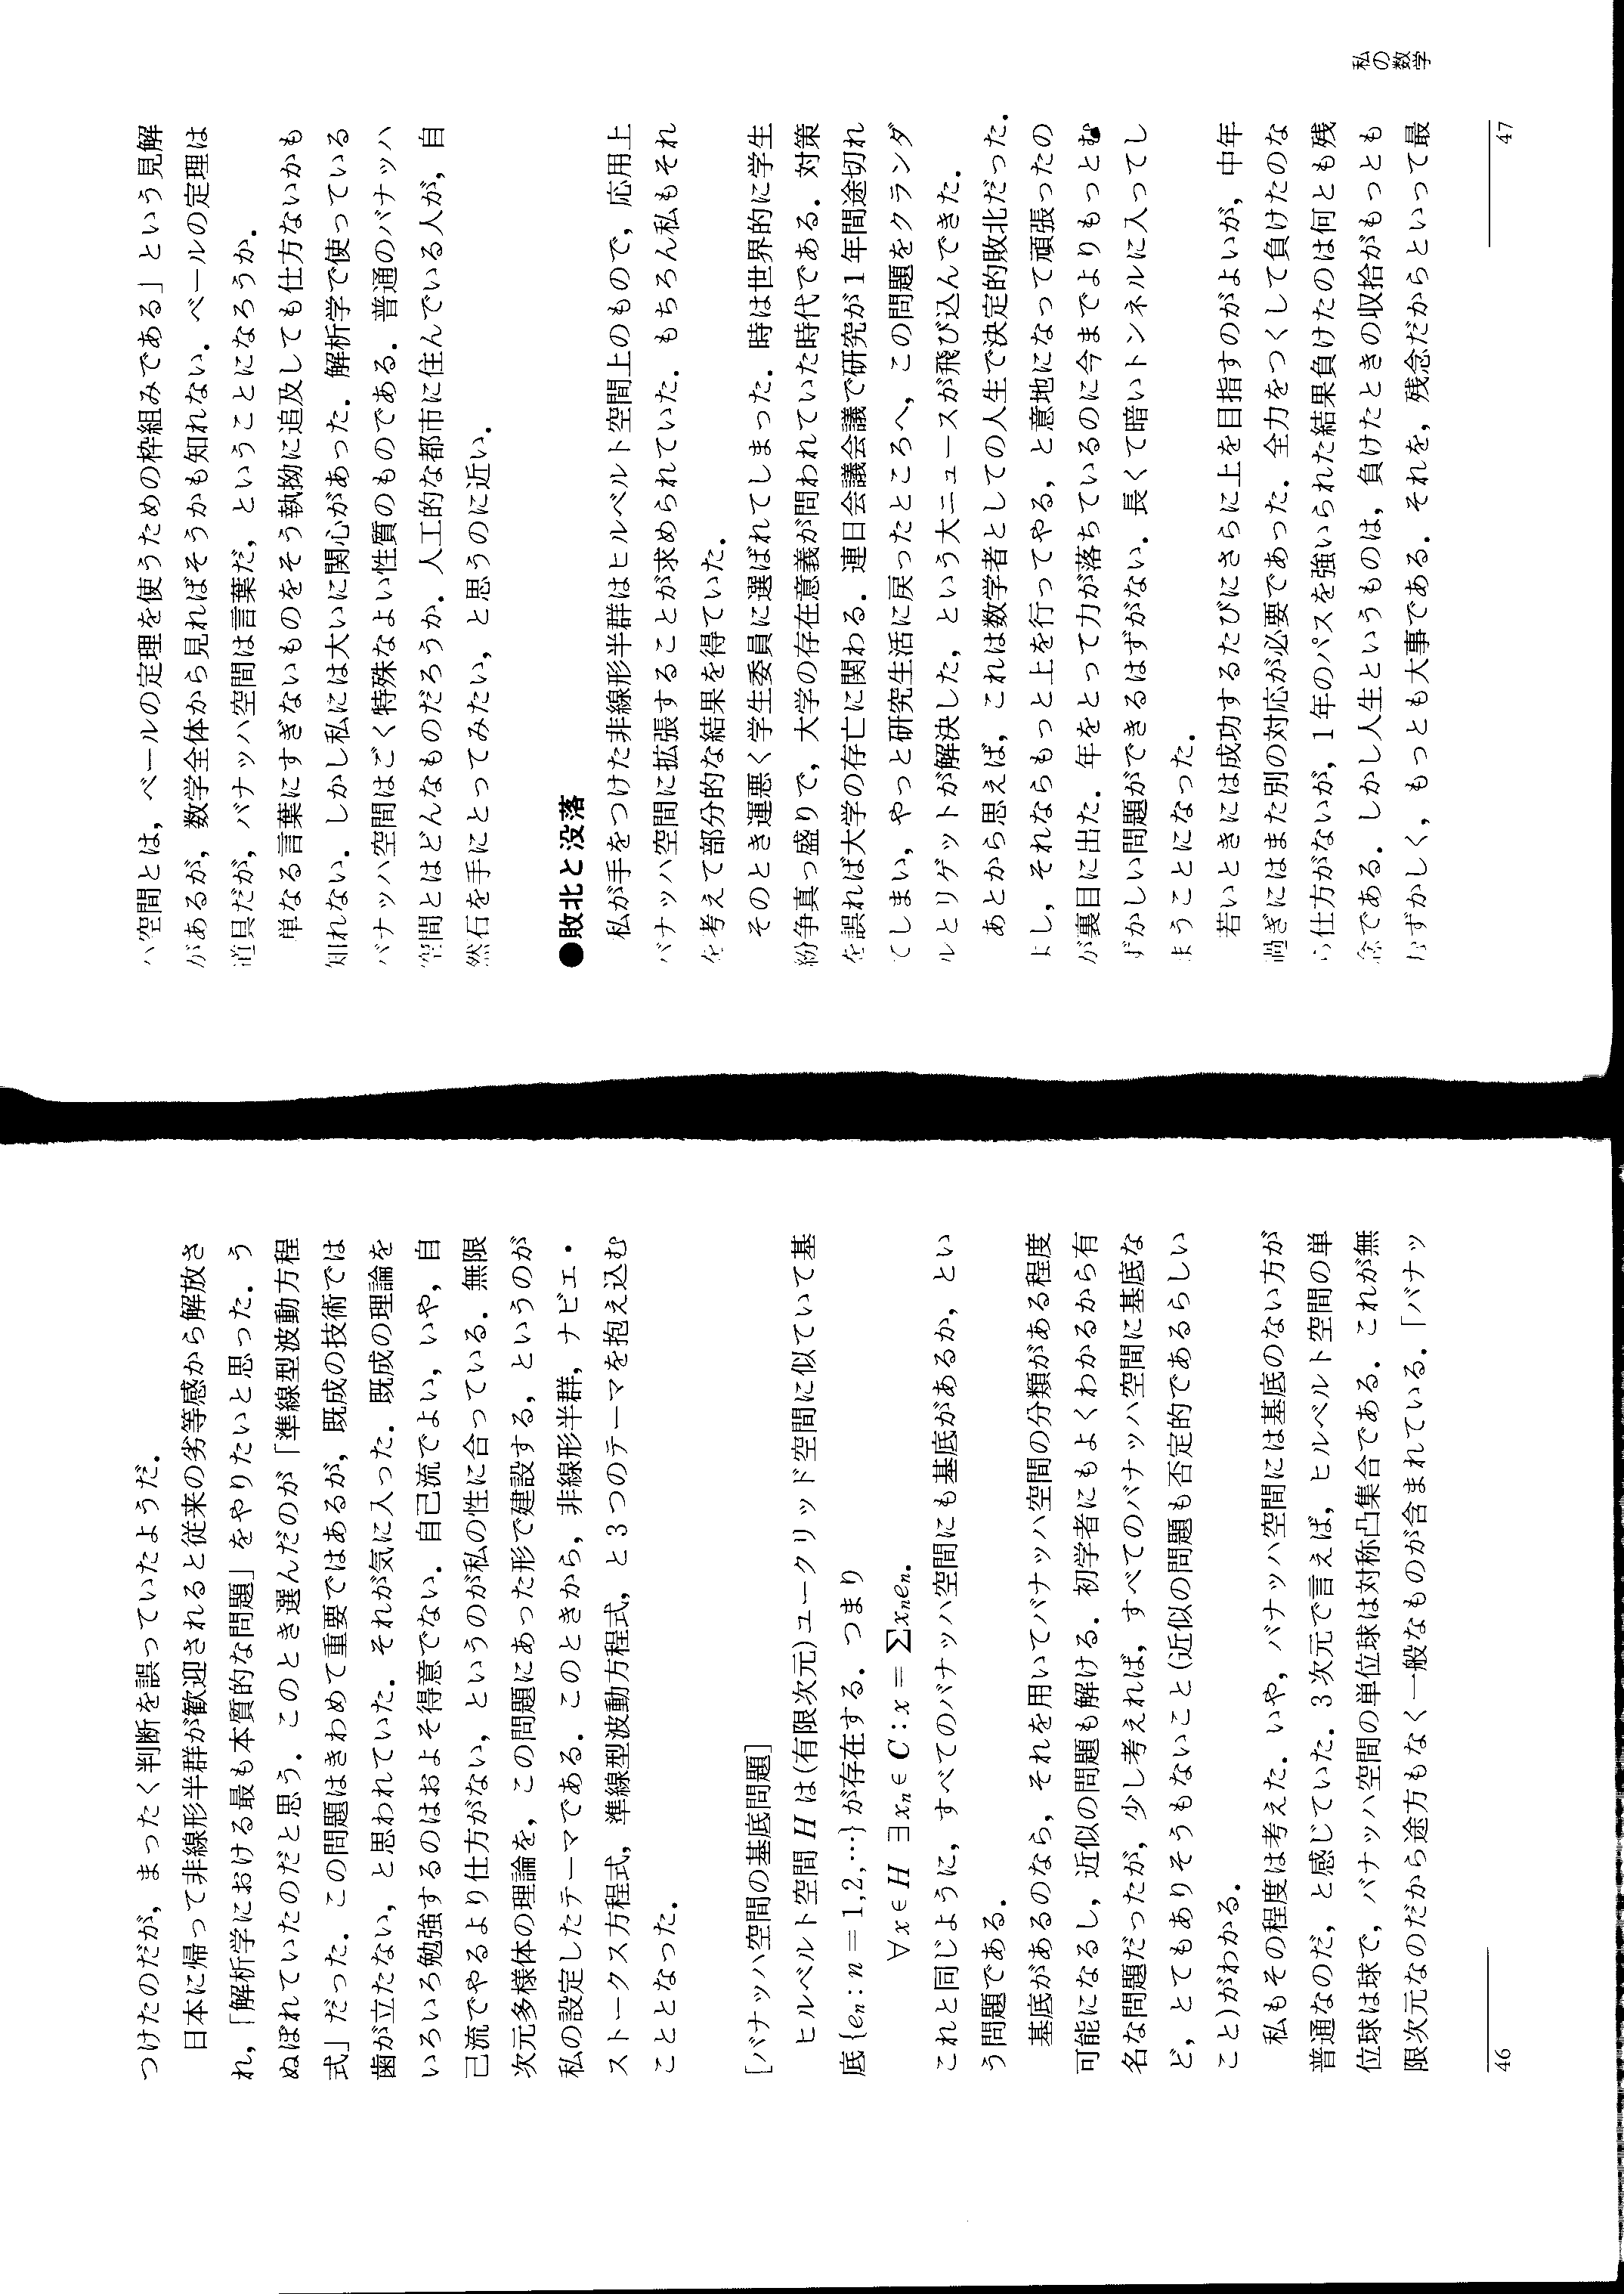 つけたのだが，まったく判断を誤っていたようだ．
日本に帰って非線形半群が歓迎されると従来の劣等感から解放さ
れ，「解析学における最も本質的な問題」をやりたいと思った．う
ぬぼれていたのだと思う．このとき選んだのが「準線型波動方程
式」だった．この問題はきわめて重要ではあるが，既成の技術では
歯が立たない，と思われていた．それが気に入った．既成の理論を
いろいろ勉強するのはおよそ得意でない．自己流でよい，いや，自
己流でやるより仕方がない，というのが私の性に合っている．無限
次元多様体の理論を，この問題にあった形で建設する，というのが
私の設定したテーマである．このときから，非線形半群，ナビエ・
ストークス方程式，準線型波動方程式，と3つのテーマを抱え込む
こととなった．
［バナッハ空間の基底問題］
ヒルベルト空間 H は(有限次元)ユークリッド空間に似ていて基
底 {eₙ : n = 1, 2, …} が存在する．つまり
∀x ∈ H ∃xₙ ∈ C : x = ∑xₙeₙ.
これと同じように，すべてのバナッハ空間にも基底があるか，とい
う問題である．
基底があるのなら，それを用いてバナッハ空間の分類がある程度
可能になるし，近似の問題も解ける．初学者にもよくわかるから有
名な問題だったが，少し考えれば，すべてのバナッハ空間に基底な
ど，とてもありそうもないこと(近似の問題も否定的であるらしい
こと)がわかる．
私もその程度は考えた．いや，バナッハ空間には基底のない方が
普通なのだ，と感じていた．3次元で言えば，ヒルベルト空間の単
位球は球で，バナッハ空間の単位球は対称凸集合である．これが無
限次元なのだから途方もなく一般なものが含まれている．「バナッ
46
ハ空間とは，ベールの定理を使うための枠組みである」という見解
があるが，数学全体から見ればそうかも知れない．ベールの定理は
道具だが，バナッハ空間は言葉だ，ということになろうか．
単なる言葉にすぎないものをそう執拗に追及しても仕方ないかも
知れない．しかし私には大いに関心があった．解析学で使っている
バナッハ空間はごく特殊なよい性質のものである．普通のバナッハ
空間とはどんなものだろうか．人工的な都市に住んでいる人が，自
然石を手にとってみたい，と思うのに近い．
●敗北と没落
私が手をつけた非線形半群はヒルベルト空間上のもので，応用上
バナッハ空間に拡張することが求められていた．もちろん私もそれ
を考えて部分的な結果を得ていた．
そのとき運悪く学生委員に選ばれてしまった．時は世界的に学生
紛争真っ盛りで，大学の存在意義が問われていた時代である．対策
を誤れば大学の存亡に関わる．連日会議会議で研究が1年間途切れ
てしまい，やっと研究生活に戻ったところへ，この問題をクランダ
ルとリゲットが解決した，という大ニュースが飛び込んできた．
あとから思えば，これは数学者としての人生で決定的敗北だった．
よし，それならもっと上を行ってやる，と意地になって頑張ったの
が裏目に出た．年をとって力が落ちているのに今までよりもっとむ
ずかしい問題ができるはずがない．長くて暗いトンネルに入ってし
まうことになった．
若いときには成功するたびにさらに上を目指すのがよいが，中年
過ぎにはまた別の対応が必要であった．全力をつくして負けたのな
ら仕方がないが，1年のパスを強いられた結果負けたのは何とも残
念である．しかし人生というものは，負けたときの収拾がもっとも
むずかしく，もっとも大事である．それを，残念だからといって最
47
私の数学